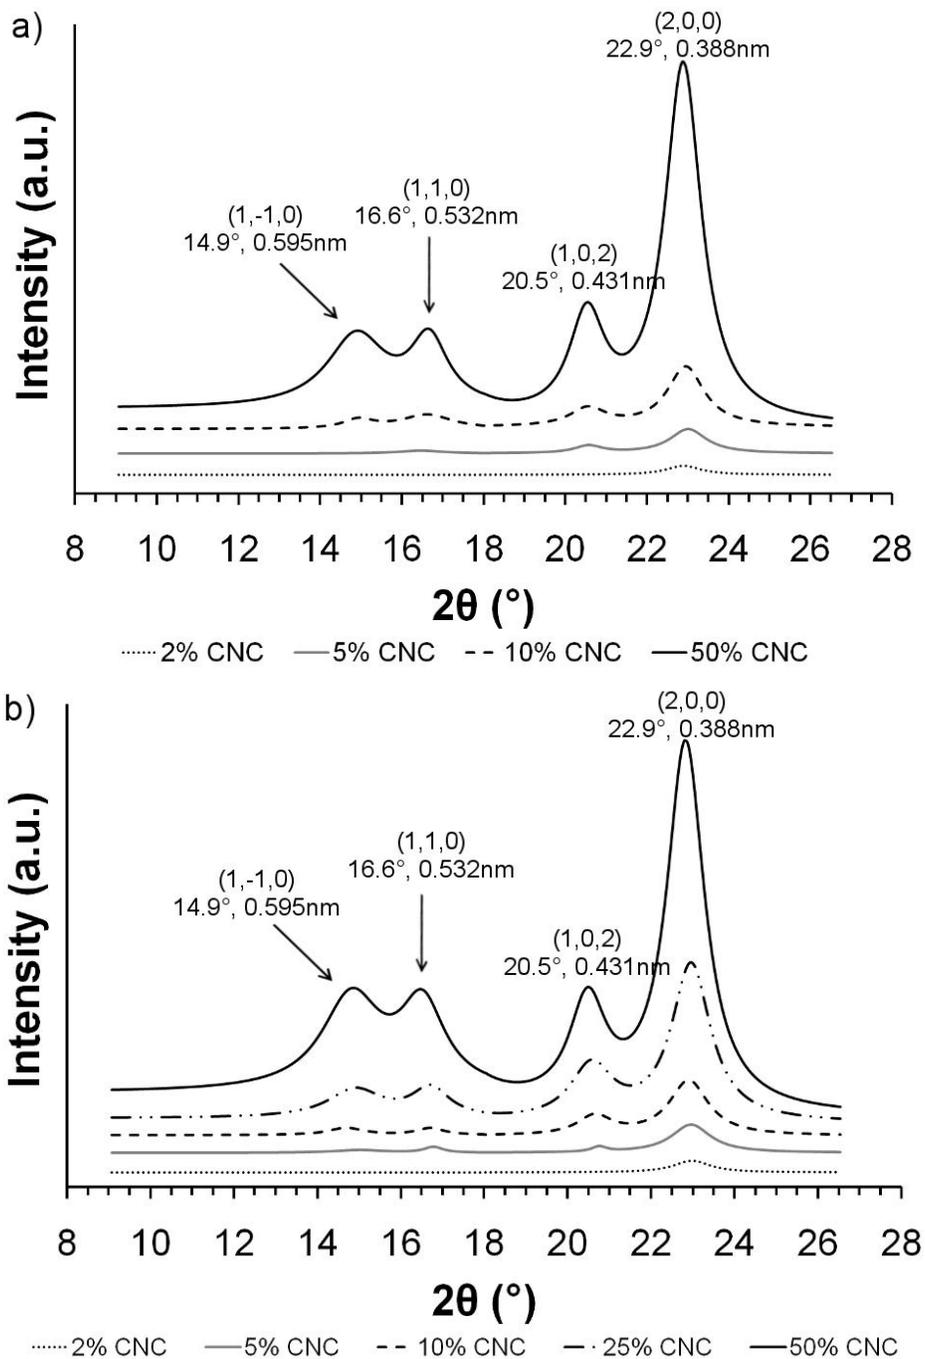 a)
(2,0,0)
22.9°, 0.388nm
(1,1,0)
16.6°, 0.532nm
(1,-1,0)
14.9°, 0.595nm
(1,0,2)
20.5°, 0.431nm
Intensity (a.u.)
8 10 12 14 16 18 20 22 24 26 28
2θ (°)
2% CNC 5% CNC 10% CNC 50% CNC
b)
(2,0,0)
22.9°, 0.388nm
(1,1,0)
16.6°, 0.532nm
(1,-1,0)
14.9°, 0.595nm
(1,0,2)
20.5°, 0.431nm
Intensity (a.u.)
8 10 12 14 16 18 20 22 24 26 28
2θ (°)
2% CNC 5% CNC 10% CNC 25% CNC 50% CNC